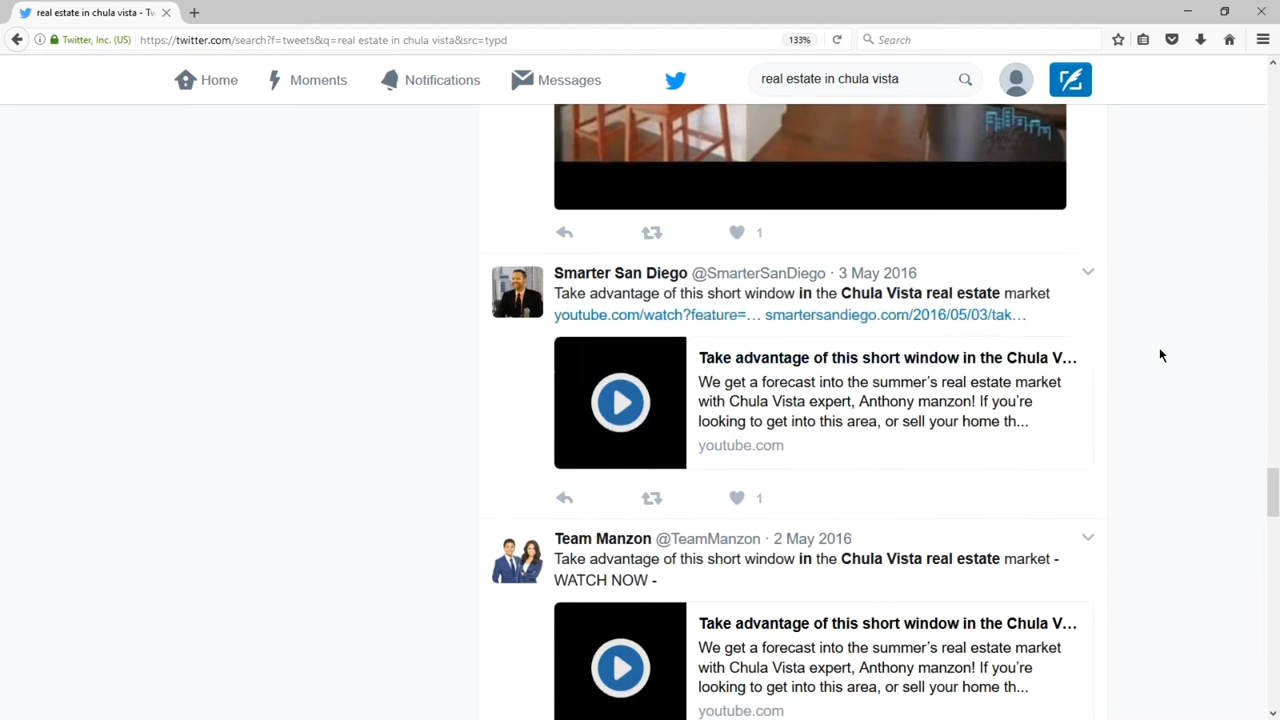 real estate in chula vista - Tw
Twitter, Inc. (US)
https://twitter.com/search?f=tweets&q=real estate in chula vista&src=typd
133%
Search
Home
Moments
Notifications
Messages
real estate in chula vista
1
Smarter San Diego @SmarterSanDiego · 3 May 2016
Take advantage of this short window in the Chula Vista real estate market
youtube.com/watch?feature=… smartersandiego.com/2016/05/03/tak…
Take advantage of this short window in the Chula V...
We get a forecast into the summer's real estate market
with Chula Vista expert, Anthony manzon! If you're
looking to get into this area, or sell your home th...
youtube.com
1
Team Manzon @TeamManzon · 2 May 2016
Take advantage of this short window in the Chula Vista real estate market -
WATCH NOW -
Take advantage of this short window in the Chula V...
We get a forecast into the summer's real estate market
with Chula Vista expert, Anthony manzon! If you're
looking to get into this area, or sell your home th...
youtube.com